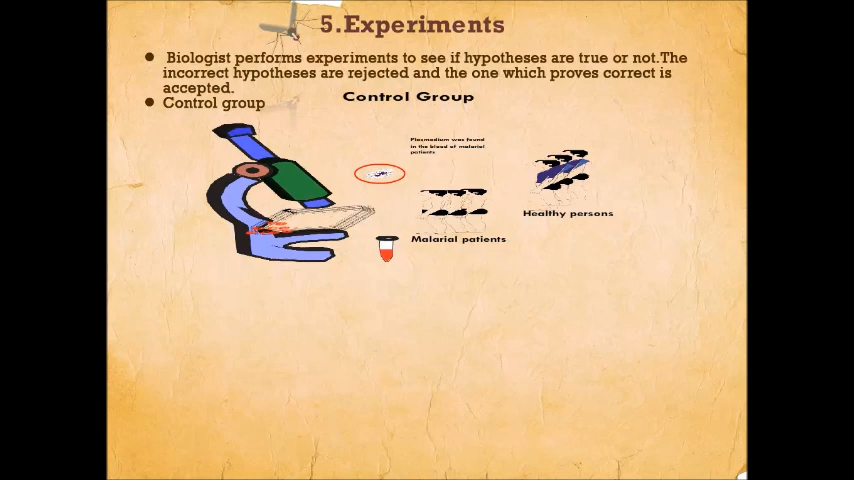 5.Experiments
Biologist performs experiments to see if hypotheses are true or not.The
incorrect hypotheses are rejected and the one which proves correct is
accepted.
Control group
Control Group
Plasmodium was found
in the blood of malarial
patients
Healthy persons
Malarial patients